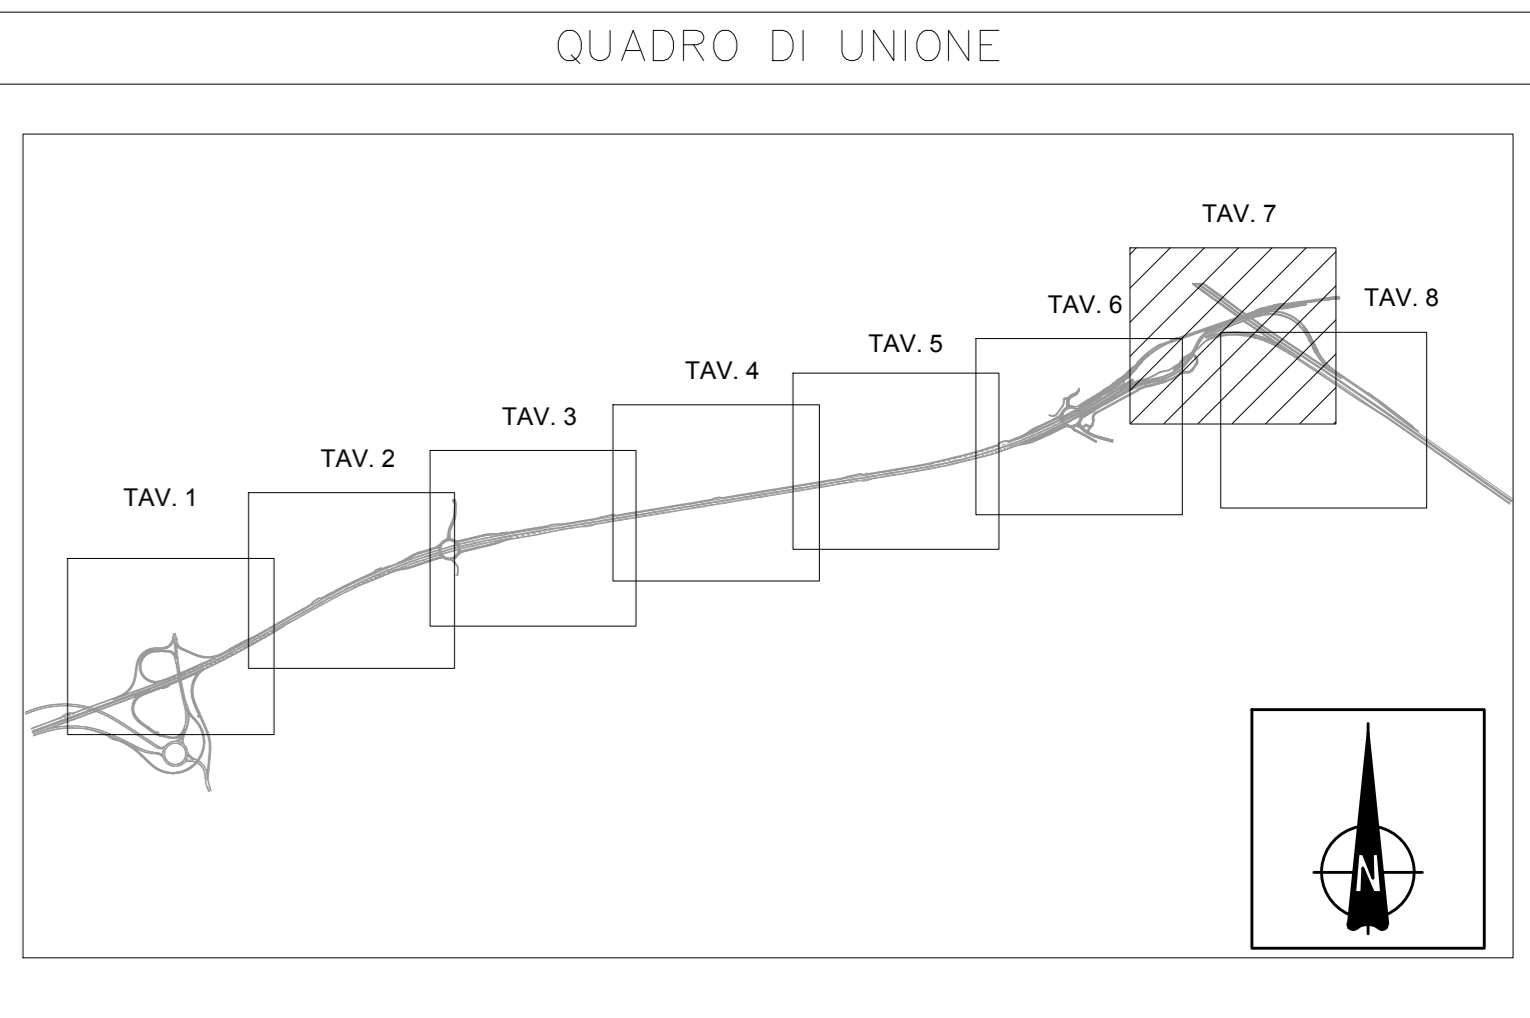 QUADRO DI UNIONE
TAV. 7
TAV. 8
TAV. 6
TAV. 5
TAV. 4
TAV. 3
TAV. 2
TAV. 1
N